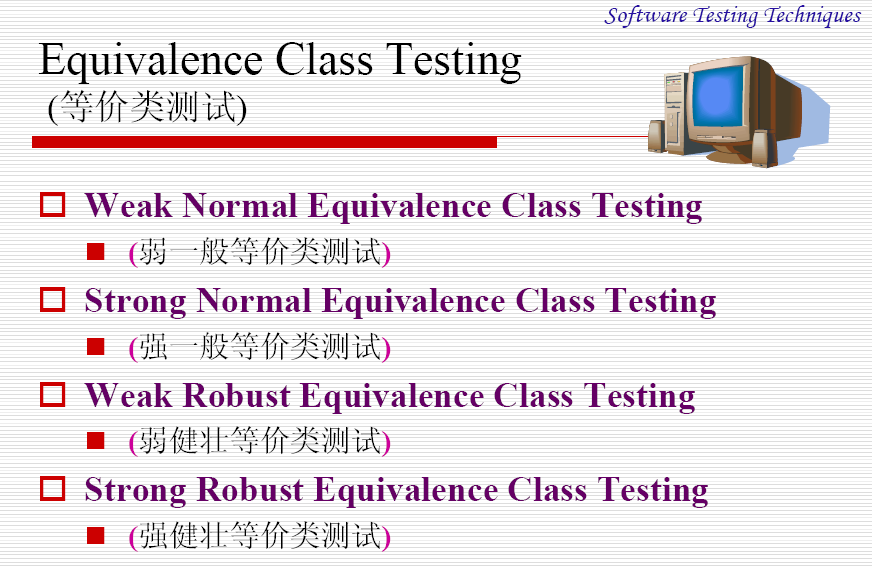 Software Testing Techniques
Equivalence Class Testing
(等价类测试)
Weak Normal Equivalence Class Testing
(弱一般等价类测试)
Strong Normal Equivalence Class Testing
(强一般等价类测试)
Weak Robust Equivalence Class Testing
(弱健壮等价类测试)
Strong Robust Equivalence Class Testing
(强健壮等价类测试)